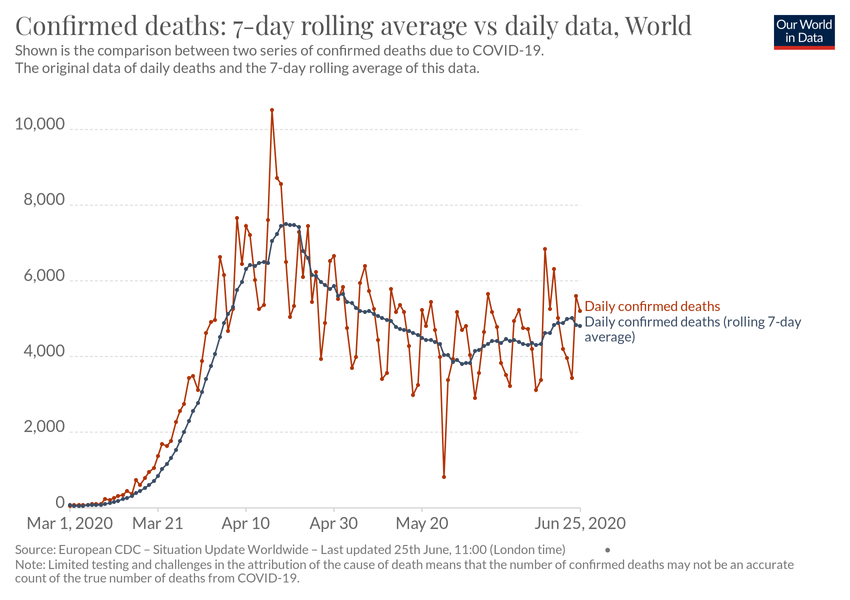 Confirmed deaths: 7-day rolling average vs daily data, World
Our World
in Data
Shown is the comparison between two series of confirmed deaths due to COVID-19.
The original data of daily deaths and the 7-day rolling average of this data.
10,000
8,000
6,000
4,000
2,000
0
Daily confirmed deaths
Daily confirmed deaths (rolling 7-day
average)
Mar 1, 2020 Mar 21 Apr 10 Apr 30 May 20 Jun 25, 2020
Source: European CDC – Situation Update Worldwide – Last updated 25th June, 11:00 (London time) •
Note: Limited testing and challenges in the attribution of the cause of death means that the number of confirmed deaths may not be an accurate
count of the true number of deaths from COVID-19.